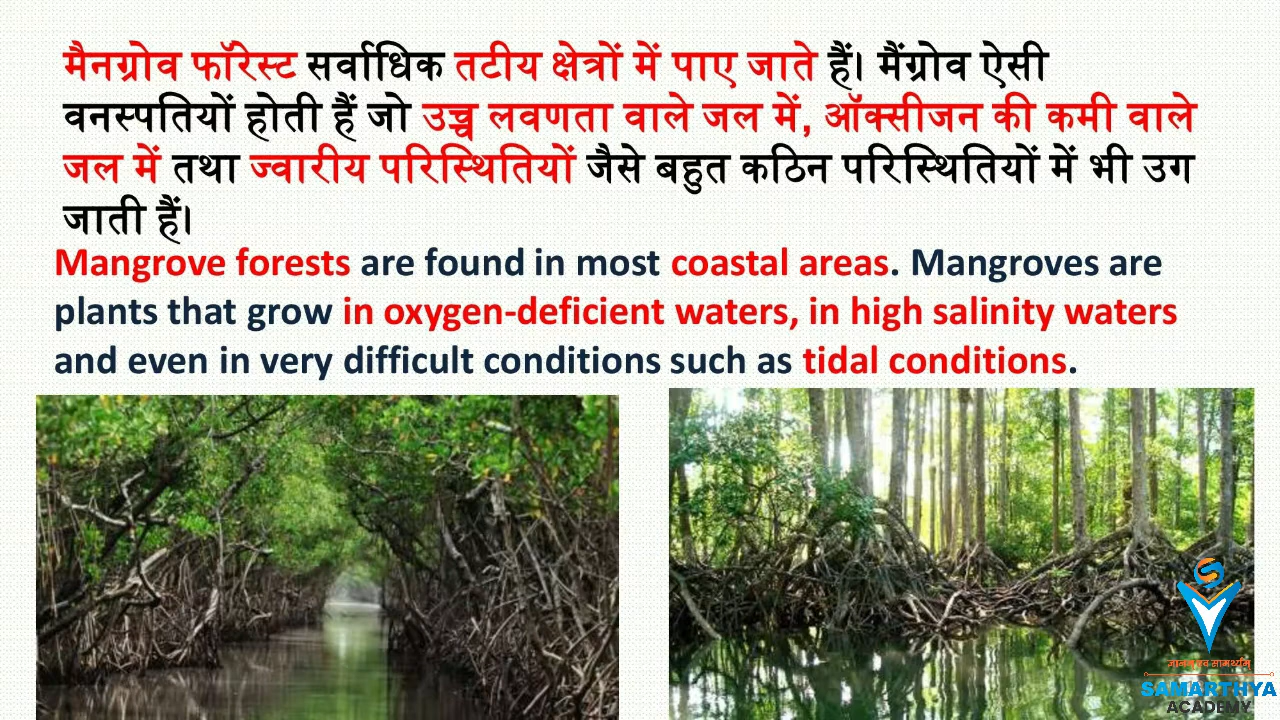 मैनग्रोव फॉरेस्ट सर्वाधिक तटीय क्षेत्रों में पाए जाते हैं। मैंग्रोव ऐसी
वनस्पतियों होती हैं जो उच्च लवणता वाले जल में, ऑक्सीजन की कमी वाले
जल में तथा ज्वारीय परिस्थितियों जैसे बहुत कठिन परिस्थितियों में भी उग
जाती हैं।
Mangrove forests are found in most coastal areas. Mangroves are
plants that grow in oxygen-deficient waters, in high salinity waters
and even in very difficult conditions such as tidal conditions.
SAMARTHYA
ACADEMY